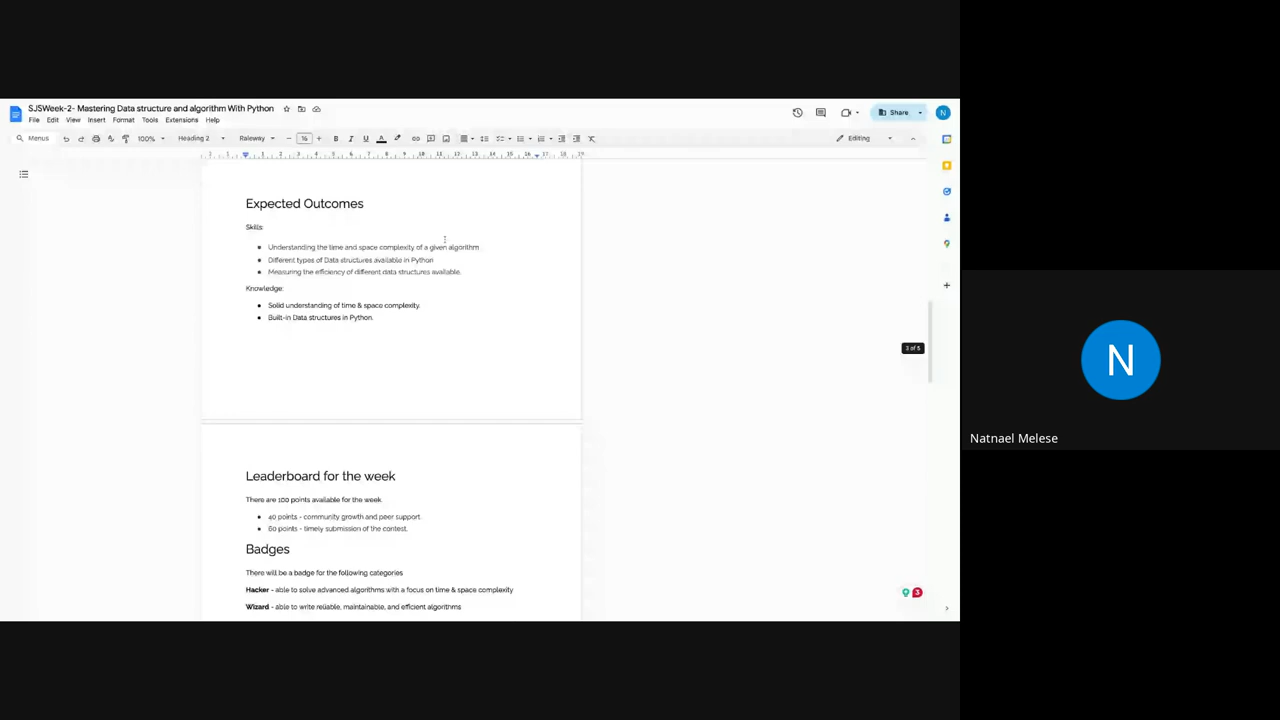 SJSWeek-2- Mastering Data structure and algorithm With Python
File Edit View Insert Format Tools Extensions Help
Share
N
Menus 100% Heading 2 Raleway 16 Editing
Expected Outcomes
Skills:
Understanding the time and space complexity of a given algorithm
Different types of Data structures available in Python
Measuring the efficiency of different data structures available.
Knowledge:
Solid understanding of time & space complexity.
Built-in Data structures in Python.
3 of 5
N
Natnael Melese
Leaderboard for the week
There are 100 points available for the week.
40 points - community growth and peer support.
60 points - timely submission of the contest.
Badges
There will be a badge for the following categories
Hacker - able to solve advanced algorithms with a focus on time & space complexity
Wizard - able to write reliable, maintainable, and efficient algorithms
3